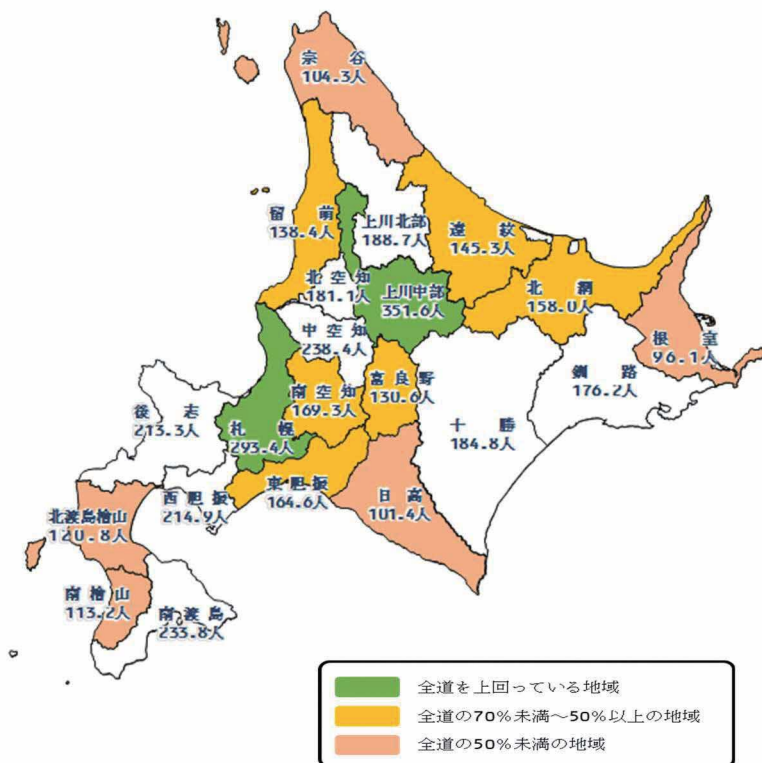 宗谷
104.3人
留萌
138.4人
上川北部
188.7人
遠紋
145.3人
北空知
181.1人
上川中部
351.6人
北網
158.0人
中空知
238.4人
根室
96.1人
釧路
176.2人
富良野
130.6人
南空知
169.3人
十勝
184.8人
後志
213.3人
札幌
293.4人
東胆振
164.6人
西胆振
214.9人
日高
101.4人
北渡島檜山
120.8人
南檜山
113.2人
南渡島
233.8人
全道を上回っている地域
全道の70%未満~50%以上の地域
全道の50%未満の地域